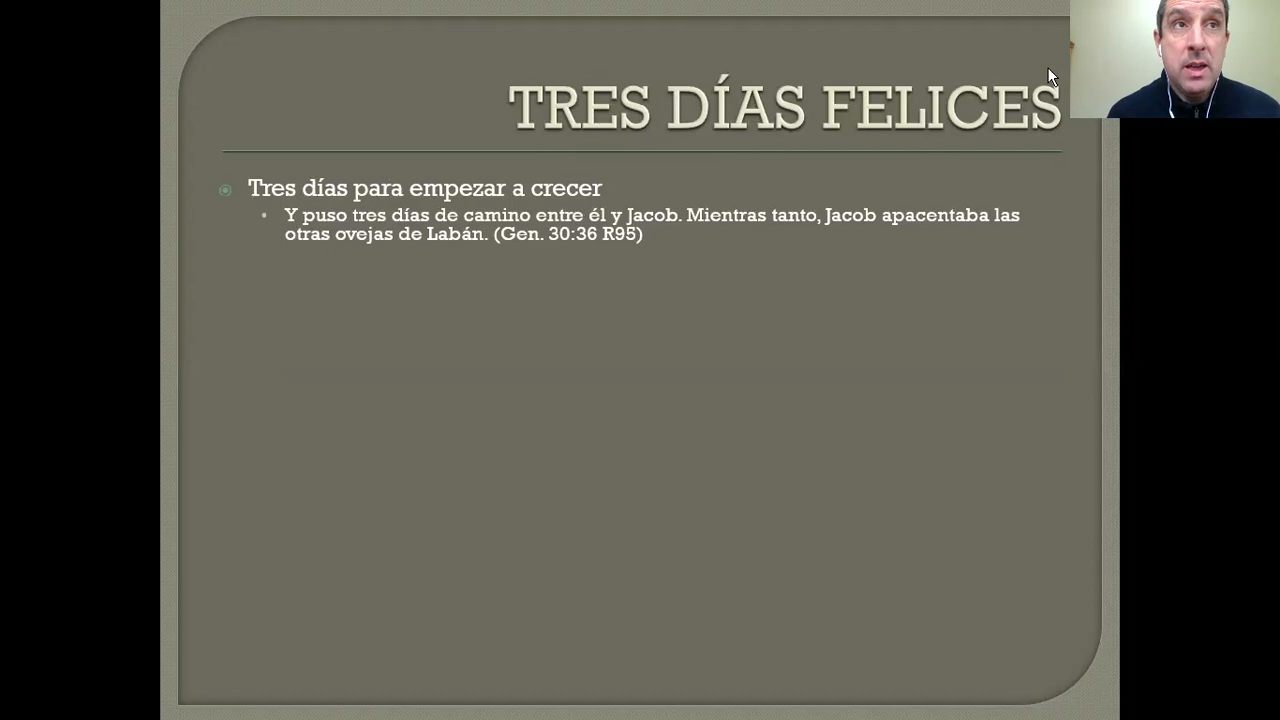 TRES DÍAS FELICES
Tres días para empezar a crecer
Y puso tres días de camino entre él y Jacob. Mientras tanto, Jacob apacentaba las
otras ovejas de Labán. (Gen. 30:36 R95)